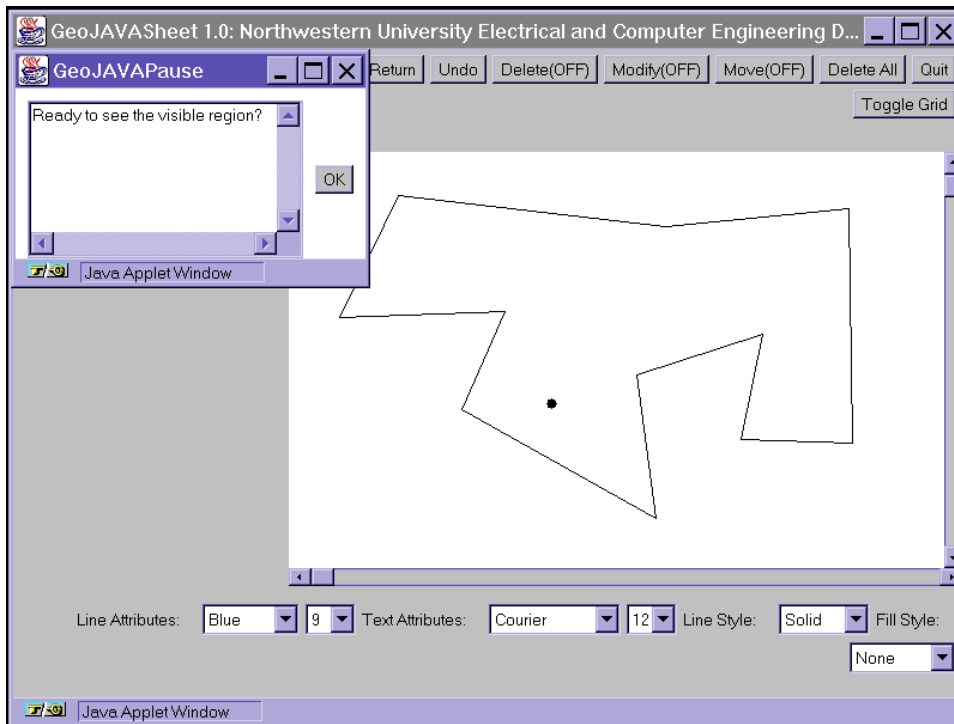 GeoJAVASheet 1.0: Northwestern University Electrical and Computer Engineering D...
GeoJAVAPause
Return Undo Delete(OFF) Modify(OFF) Move(OFF) Delete All Quit
Toggle Grid
Ready to see the visible region?
OK
Java Applet Window
Line Attributes: Blue 9 Text Attributes: Courier 12 Line Style: Solid Fill Style:
None
Java Applet Window